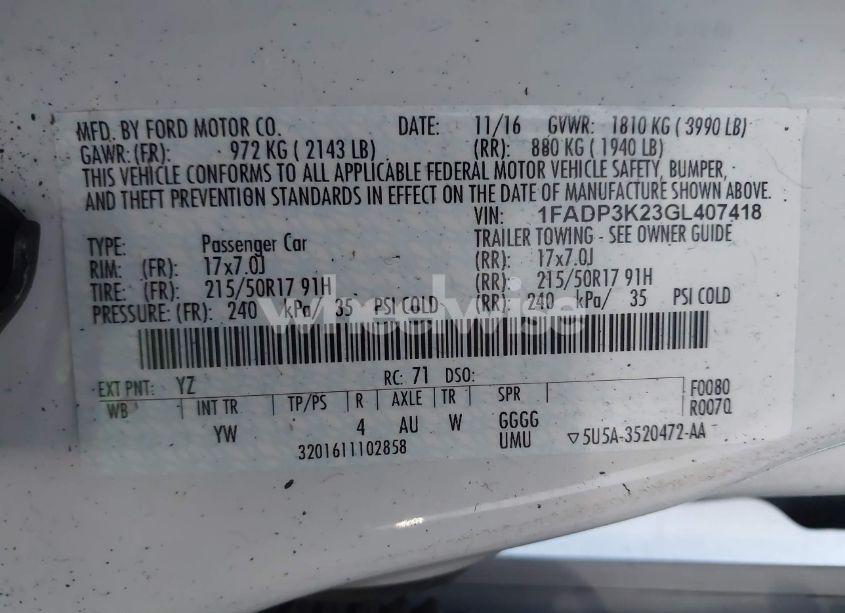 MFD. BY FORD MOTOR CO. DATE: 11/16 GVWR: 1810 KG ( 3990 LB)
GAWR: (FR): 972 KG ( 2143 LB) (RR): 880 KG ( 1940 LB)
THIS VEHICLE CONFORMS TO ALL APPLICABLE FEDERAL MOTOR VEHICLE SAFETY, BUMPER,
AND THEFT PREVENTION STANDARDS IN EFFECT ON THE DATE OF MANUFACTURE SHOWN ABOVE.
VIN: 1FADP3K23GL407418
TYPE: Passenger Car TRAILER TOWING - SEE OWNER GUIDE
RIM: (FR): 17x7.0J (RR): 17x7.0J
TIRE: (FR): 215/50R17 91H (RR): 215/50R17 91H
PRESSURE: (FR): 240 kPa/ 35 PSI COLD (RR): 240 kPa/ 35 PSI COLD
wheelwise
EXT PNT: YZ RC: 71 DSO: F0080
WB INT TR TP/PS R AXLE TR SPR R0070
YW 4 AU W GGGG
3201611102858 UMU ▽5U5A-3520472-AA